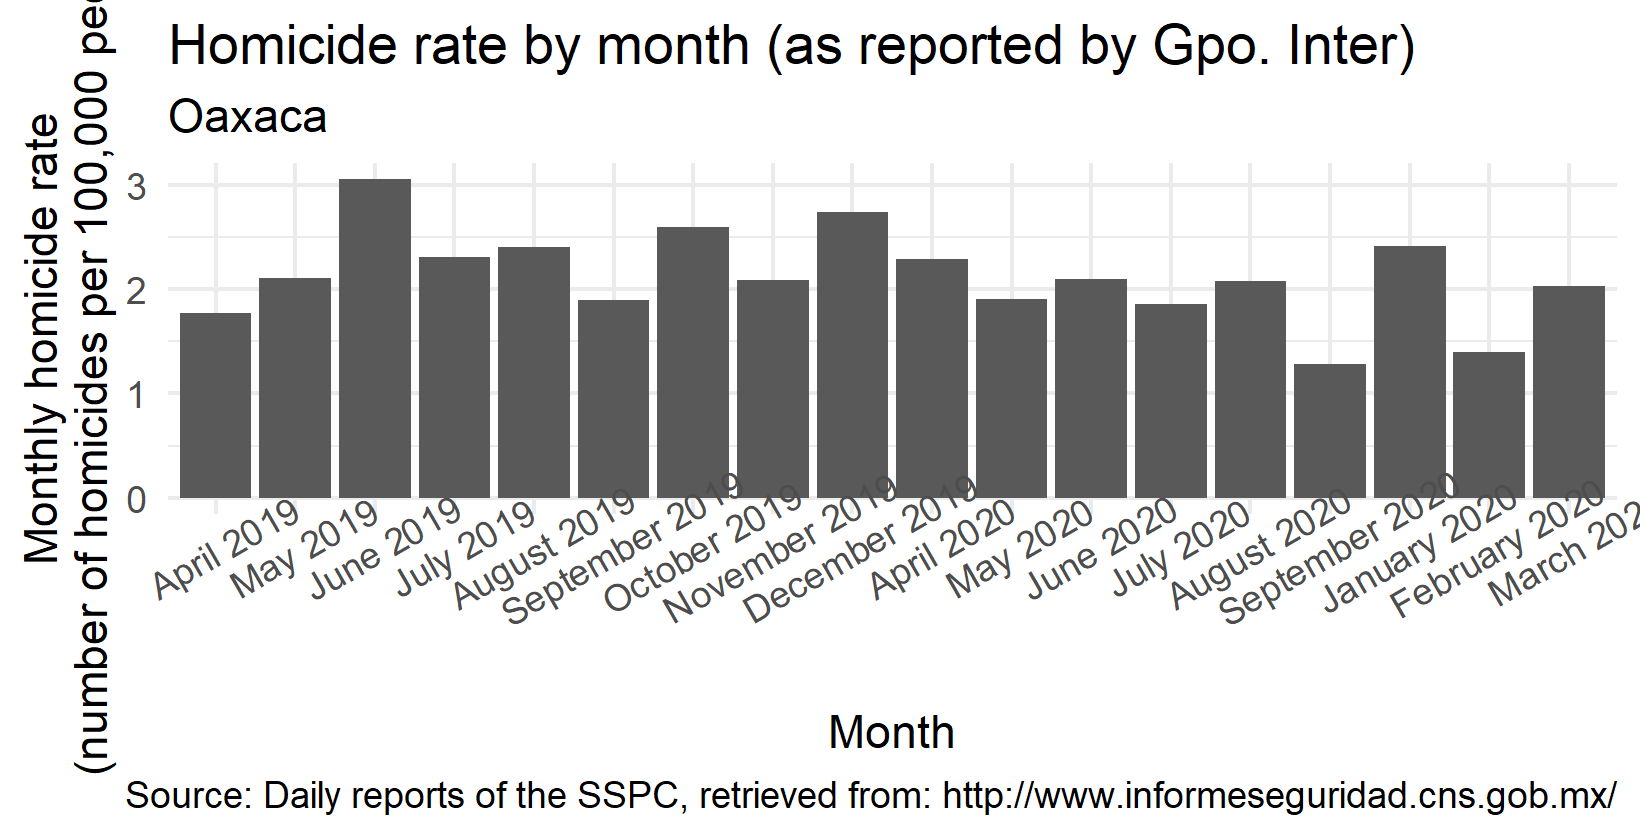 Homicide rate by month (as reported by Gpo. Inter)
Oaxaca
Monthly homicide rate
(number of homicides per 100,000
3
2
1
0
April 2019
May 2019
June 2019
July 2019
August 2019
September 2019
October 2019
November 2019
December 2019
April 2020
May 2020
June 2020
July 2020
August 2020
September 2020
January 2020
February 2020
March
Month
Source: Daily reports of the SSPC, retrieved from: http://www.informeseguridad.cns.gob.mx/